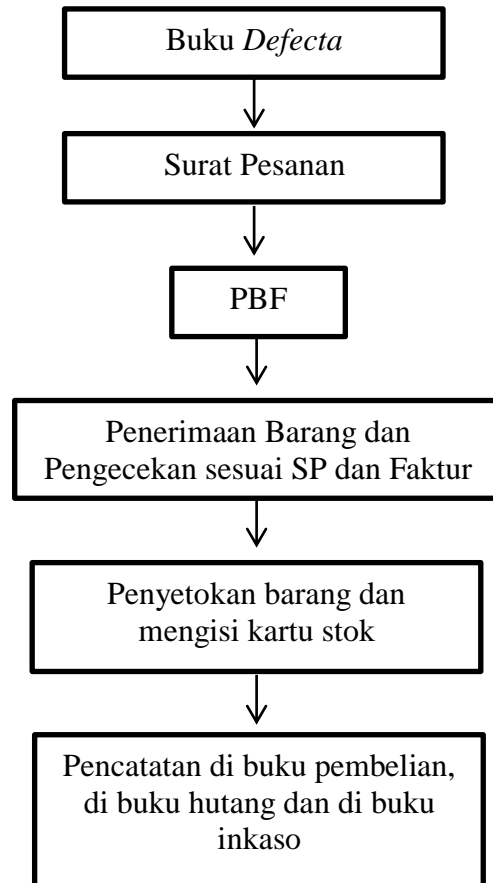 Buku Defecta
Surat Pesanan
PBF
Penerimaan Barang dan
Pengecekan sesuai SP dan Faktur
Penyetokan barang dan
mengisi kartu stok
Pencatatan di buku pembelian,
di buku hutang dan di buku
inkaso